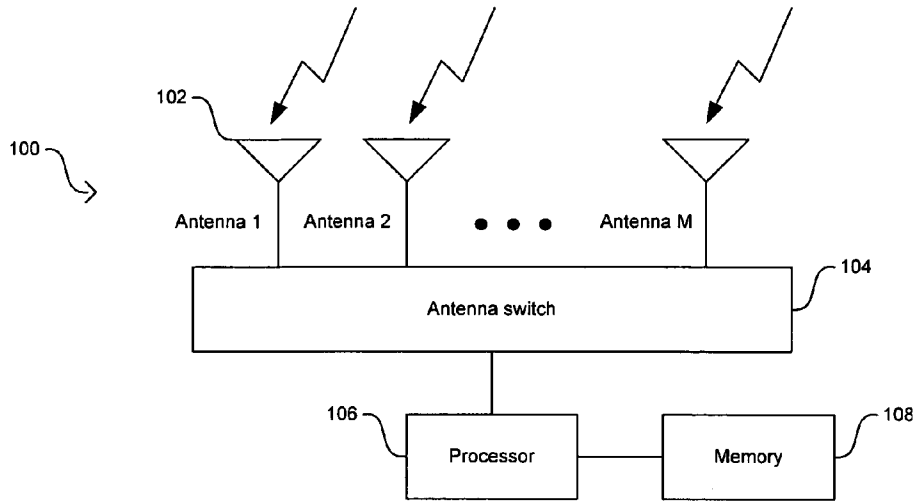 102
100
Antenna 1
Antenna 2
Antenna M
104
Antenna switch
106
Processor
Memory
108